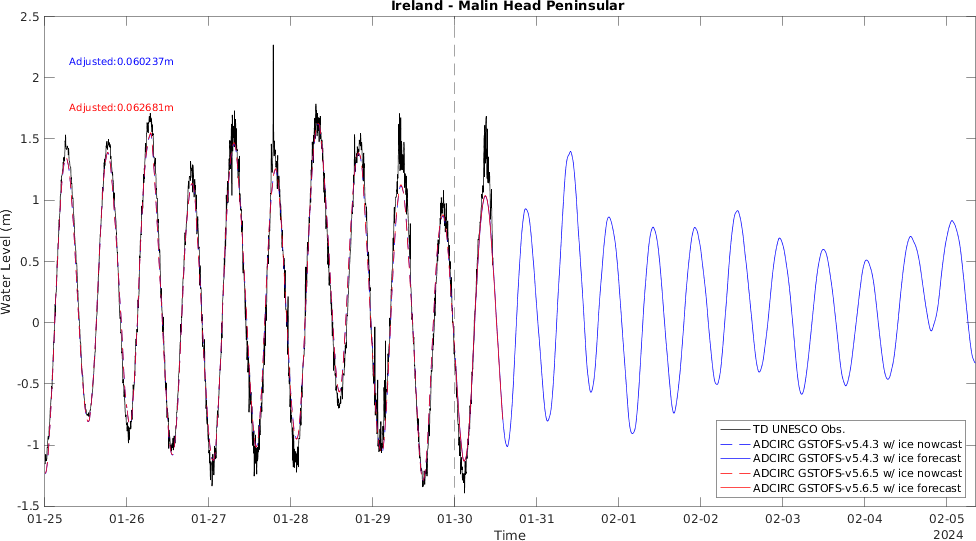 Ireland - Malin Head Peninsular
2.5
Adjusted:0.060237m
2
Adjusted:0.062681m
1.5
1
0.5
0
-0.5
-1
-1.5
Water Level (m)
TD UNESCO Obs.
ADCIRC GSTOFS-v5.4.3 w/ ice nowcast
ADCIRC GSTOFS-v5.4.3 w/ ice forecast
ADCIRC GSTOFS-v5.6.5 w/ ice nowcast
ADCIRC GSTOFS-v5.6.5 w/ ice forecast
01-25 01-26 01-27 01-28 01-29 01-30 01-31 02-01 02-02 02-03 02-04 02-05
2024
Time